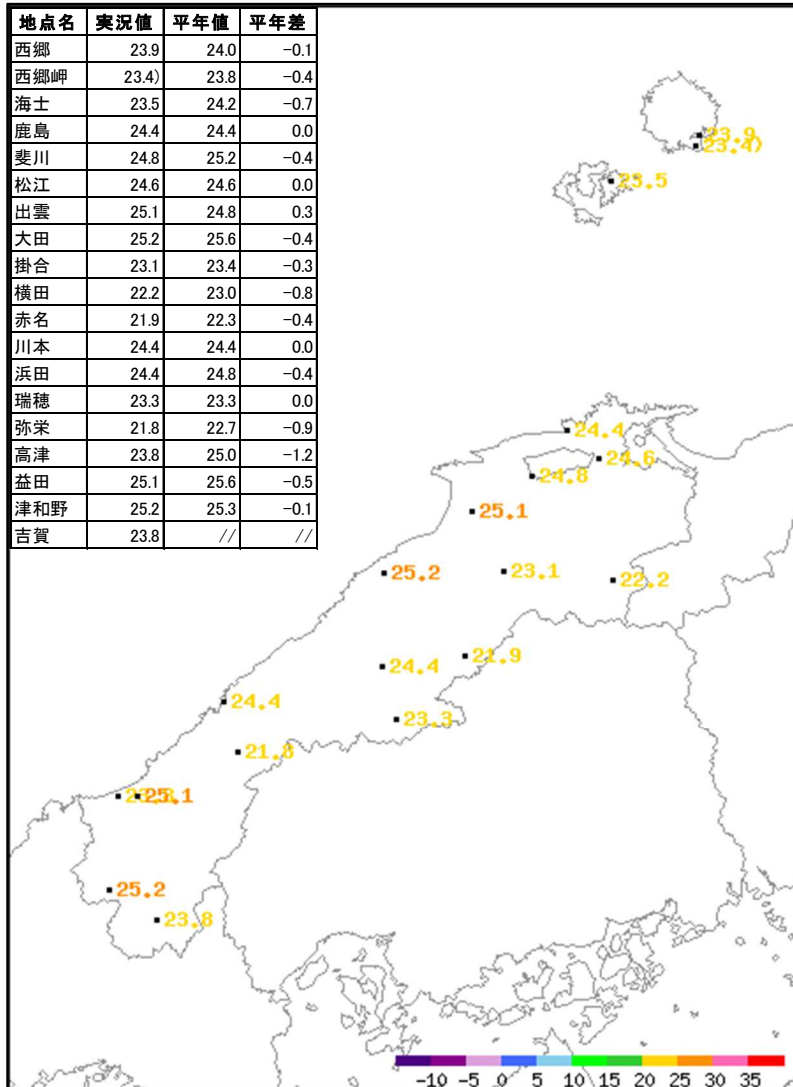 地点名 実況値 平年値 平年差
西郷 23.9 24.0 −0.1
西郷岬 23.4) 23.8 −0.4
海士 23.5 24.2 −0.7
鹿島 24.4 24.4 0.0
斐川 24.8 25.2 −0.4
松江 24.6 24.6 0.0
出雲 25.1 24.8 0.3
大田 25.2 25.6 −0.4
掛合 23.1 23.4 −0.3
横田 22.2 23.0 −0.8
赤名 21.9 22.3 −0.4
川本 24.4 24.4 0.0
浜田 24.4 24.8 −0.4
瑞穂 23.3 23.3 0.0
弥栄 21.8 22.7 −0.9
高津 23.8 25.0 −1.2
益田 25.1 25.6 −0.5
津和野 25.2 25.3 −0.1
吉賀 23.8 // //
23.9
23.4)
23.5
24.4
24.6
24.8
25.1
25.2
23.1
22.2
24.4
21.9
24.4
23.3
21.8
25.1
25.2
23.8
−10 −5 0 5 10 15 20 25 30 35